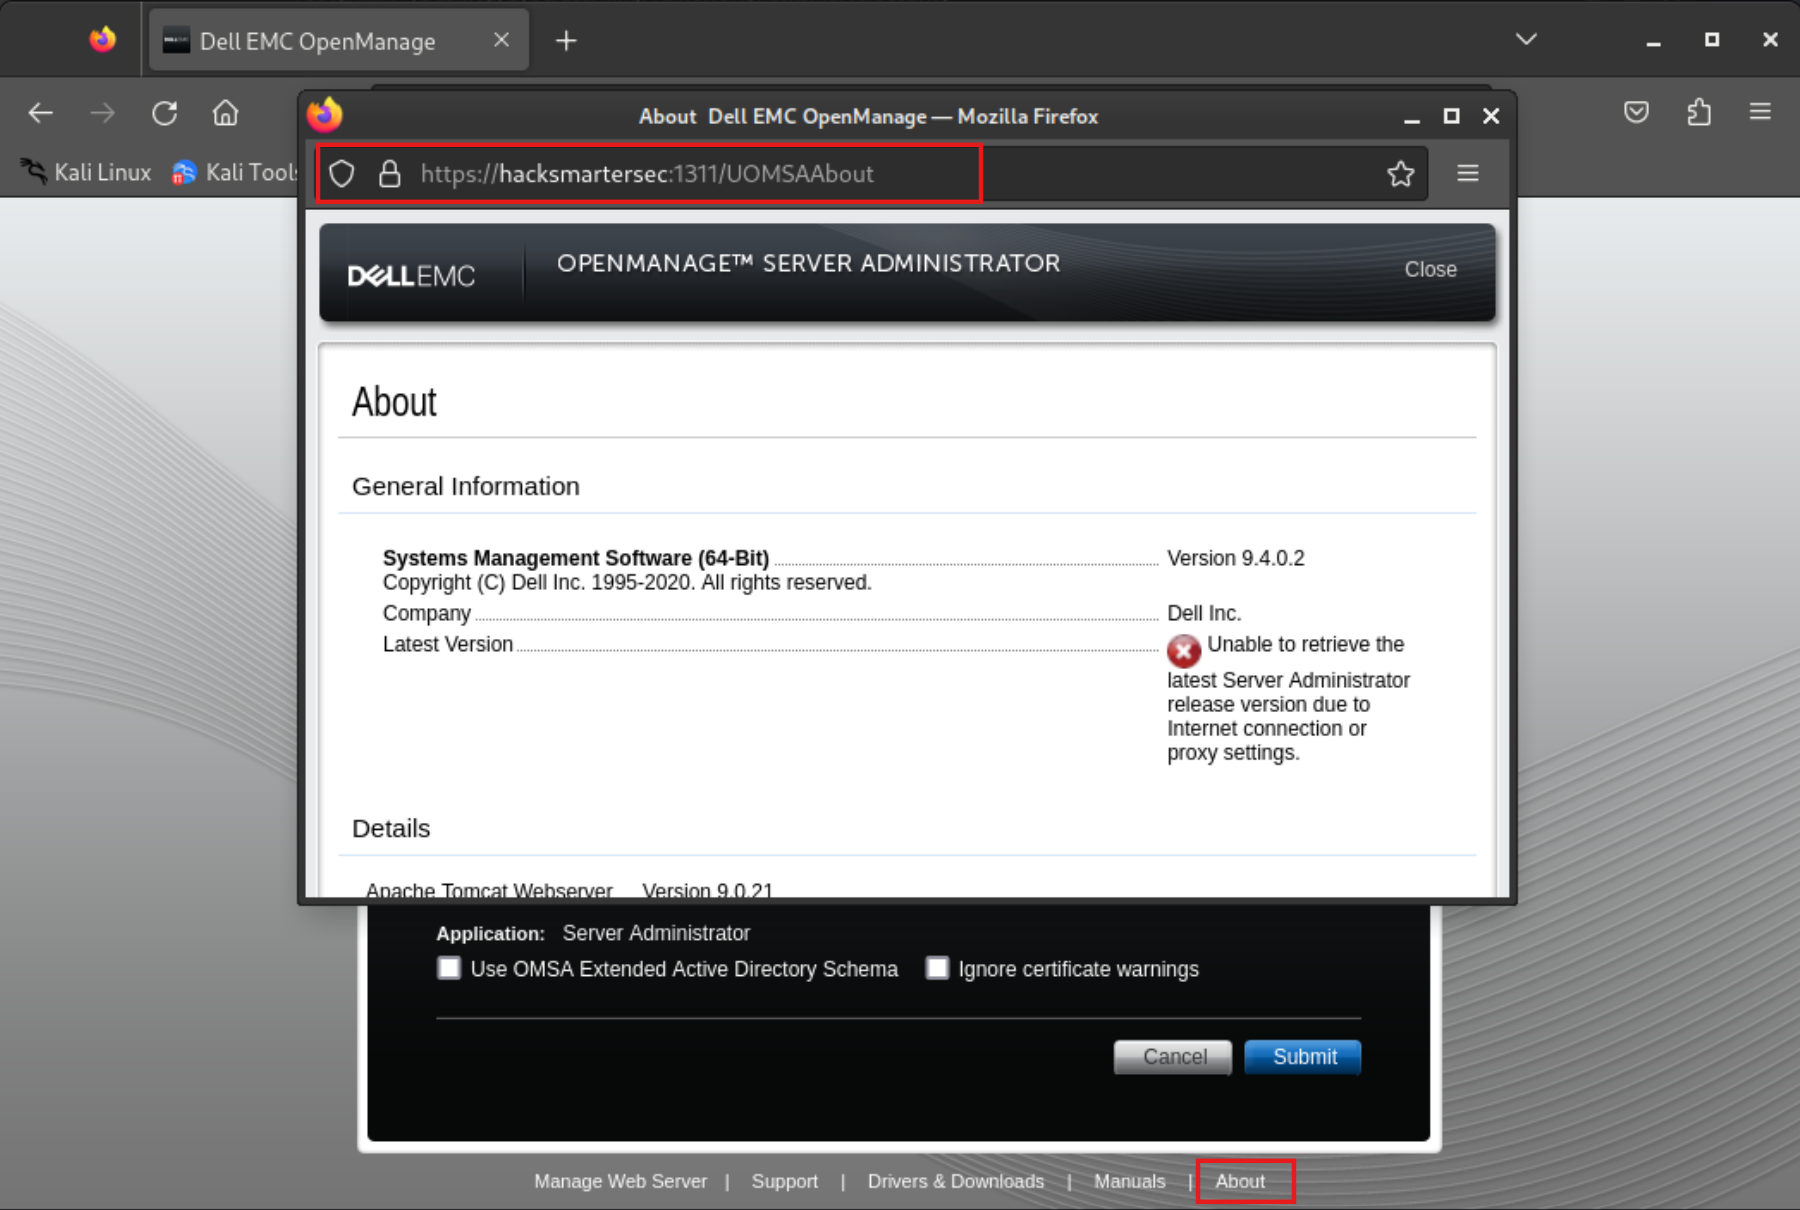 Dell EMC OpenManage
About Dell EMC OpenManage — Mozilla Firefox
Kali Linux
Kali Tools
https://hacksmartersec:1311/UOMSAAbout
DELLEMC
OPENMANAGE™ SERVER ADMINISTRATOR
Close
About
General Information
Systems Management Software (64-Bit) Version 9.4.0.2
Copyright (C) Dell Inc. 1995-2020. All rights reserved.
Company Dell Inc.
Latest Version Unable to retrieve the
latest Server Administrator
release version due to
Internet connection or
proxy settings.
Details
Apache Tomcat Webserver Version 9.0.21
Application: Server Administrator
Use OMSA Extended Active Directory Schema Ignore certificate warnings
Cancel Submit
Manage Web Server | Support | Drivers & Downloads | Manuals | About